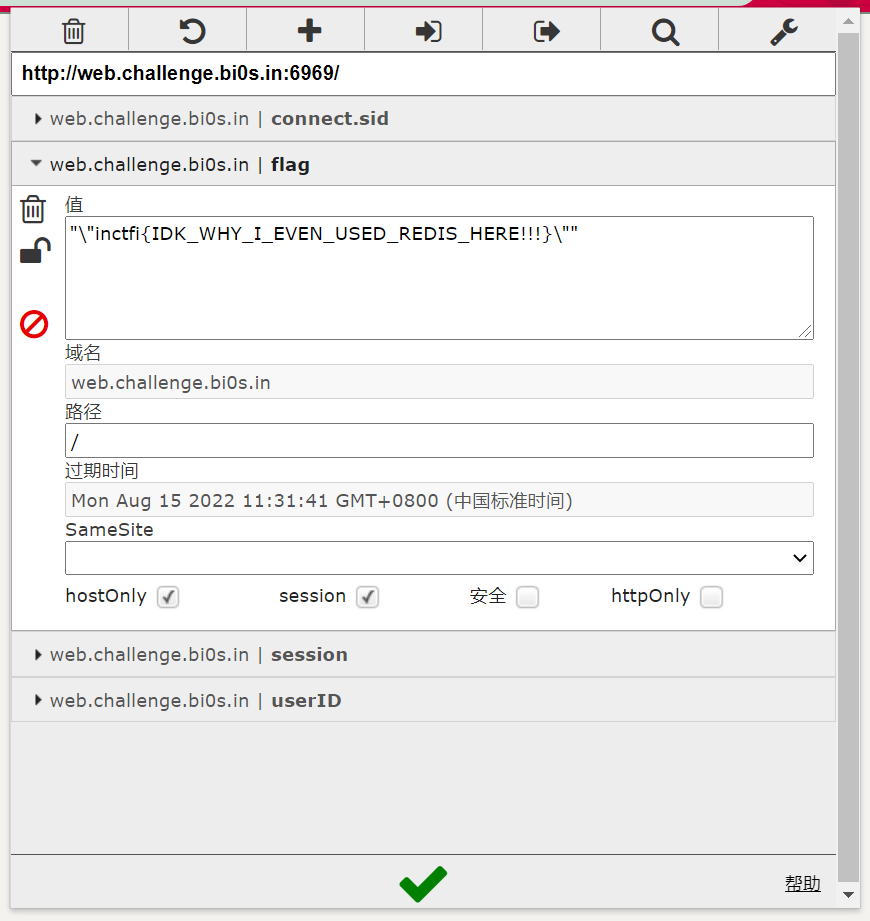 http://web.challenge.bi0s.in:6969/
web.challenge.bi0s.in | connect.sid
web.challenge.bi0s.in | flag
值
"\"inctfi{IDK_WHY_I_EVEN_USED_REDIS_HERE!!!}\""
域名
web.challenge.bi0s.in
路径
/
过期时间
Mon Aug 15 2022 11:31:41 GMT+0800 (中国标准时间)
SameSite
hostOnly session 安全 httpOnly
web.challenge.bi0s.in | session
web.challenge.bi0s.in | userID
帮助